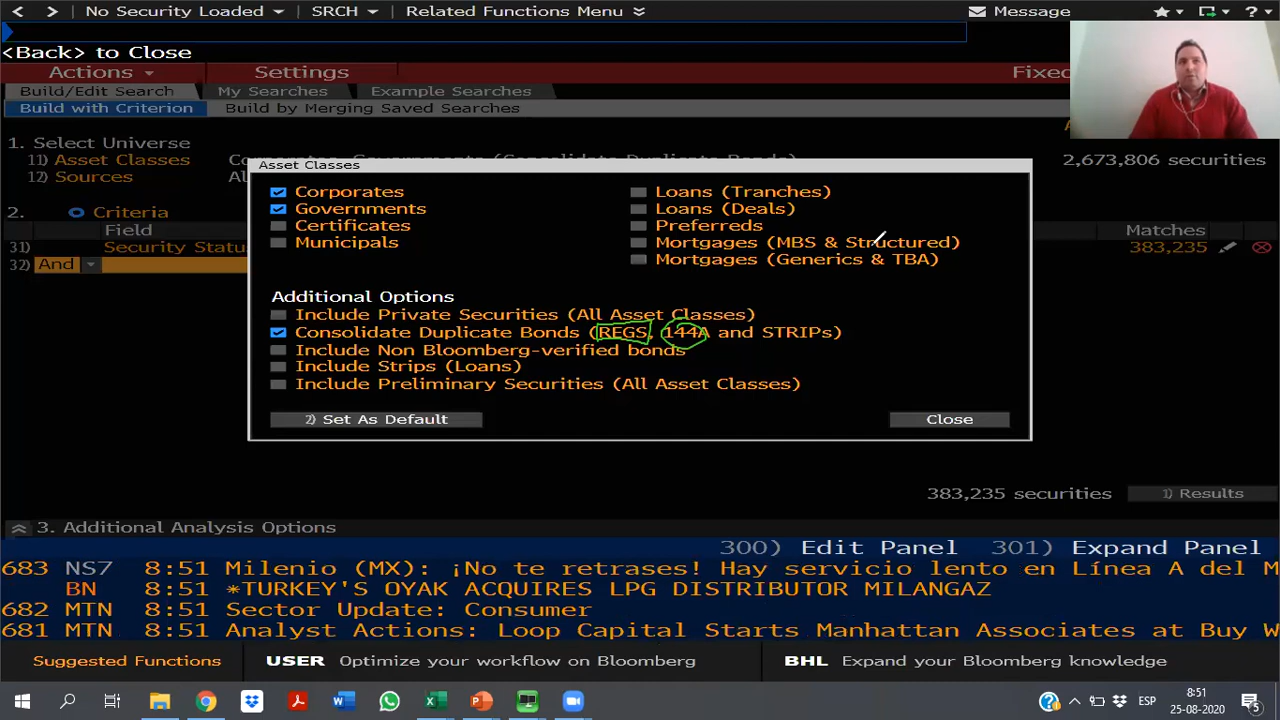 No Security Loaded SRCH Related Functions Menu Message
<Back> to Close
Actions Settings Fixed
Build/Edit Search My Searches Example Searches
Build with Criterion Build by Merging Saved Searches
1. Select Universe
11) Asset Classes Corporates, Governments (Consolidate Duplicate Bonds) 2,673,806 securities
12) Sources Al
2. Criteria
Field Matches
31) Security Status 383,235
32) And
Asset Classes
Corporates Loans (Tranches)
Governments Loans (Deals)
Certificates Preferreds
Municipals Mortgages (MBS & Structured)
Mortgages (Generics & TBA)
Additional Options
Include Private Securities (All Asset Classes)
Consolidate Duplicate Bonds (REGS, 144A and STRIPs)
Include Non Bloomberg-verified bonds
Include Strips (Loans)
Include Preliminary Securities (All Asset Classes)
2) Set As Default Close
383,235 securities 1) Results
3. Additional Analysis Options
300) Edit Panel 301) Expand Panel
683 NS7 8:51 Milenio (MX): ¡No te retrases! Hay servicio lento en Línea A del M
BN 8:51 *TURKEY'S OYAK ACQUIRES LPG DISTRIBUTOR MILANGAZ
682 MTN 8:51 Sector Update: Consumer
681 MTN 8:51 Analyst Actions: Loop Capital Starts Manhattan Associates at Buy W
Suggested Functions USER Optimize your workflow on Bloomberg BHL Expand your Bloomberg knowledge
ESP 8:51
25-08-2020 5